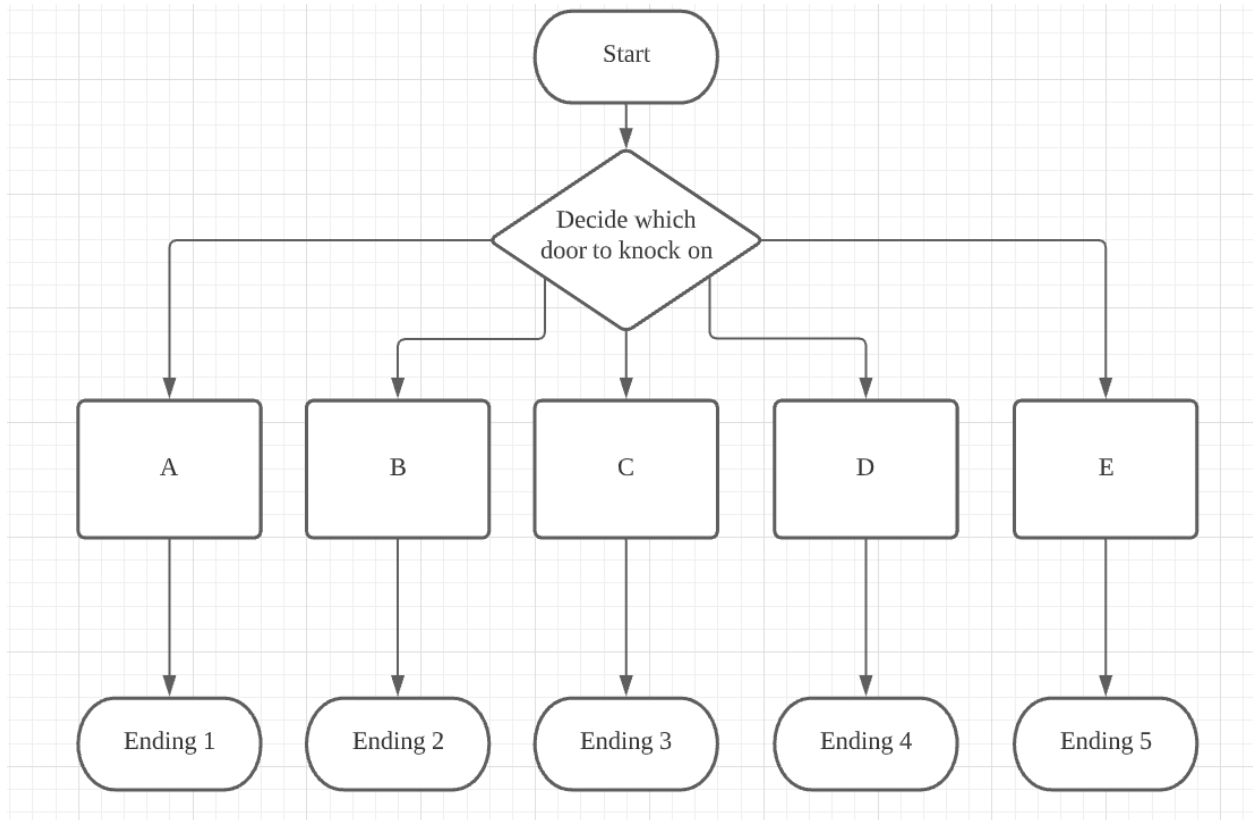 Start
Decide which
door to knock on
A
B
C
D
E
Ending 1
Ending 2
Ending 3
Ending 4
Ending 5